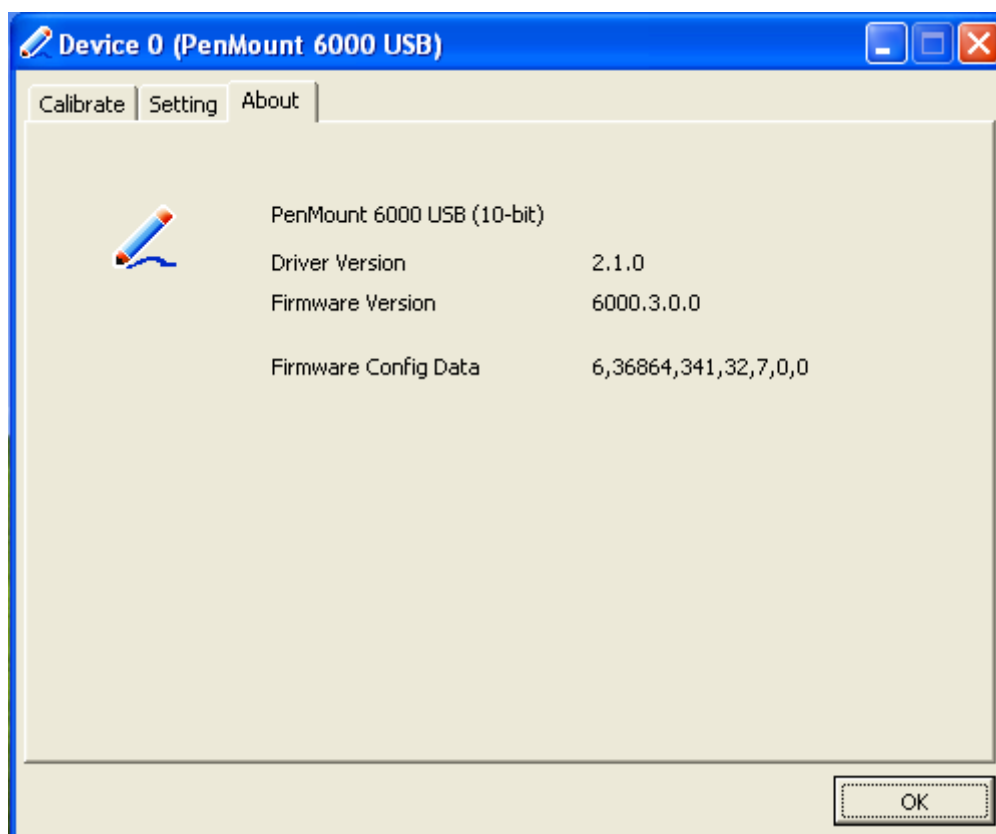 Device 0 (PenMount 6000 USB)
Calibrate Setting About
PenMount 6000 USB (10-bit)
Driver Version 2.1.0
Firmware Version 6000.3.0.0
Firmware Config Data 6,36864,341,32,7,0,0
OK